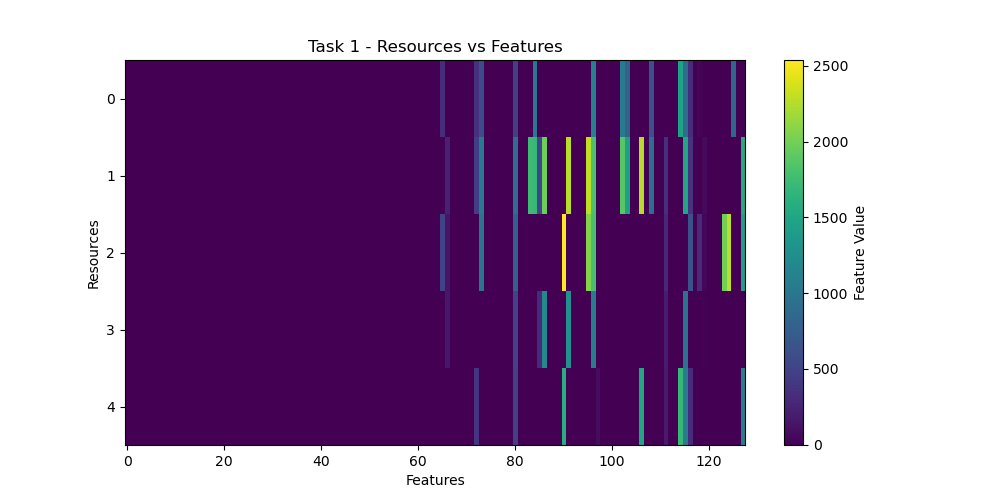 Task 1 - Resources vs Features
Resources
0
1
2
3
4
0 20 40 60 80 100 120
Features
2500
2000
1500
1000
500
0
Feature Value